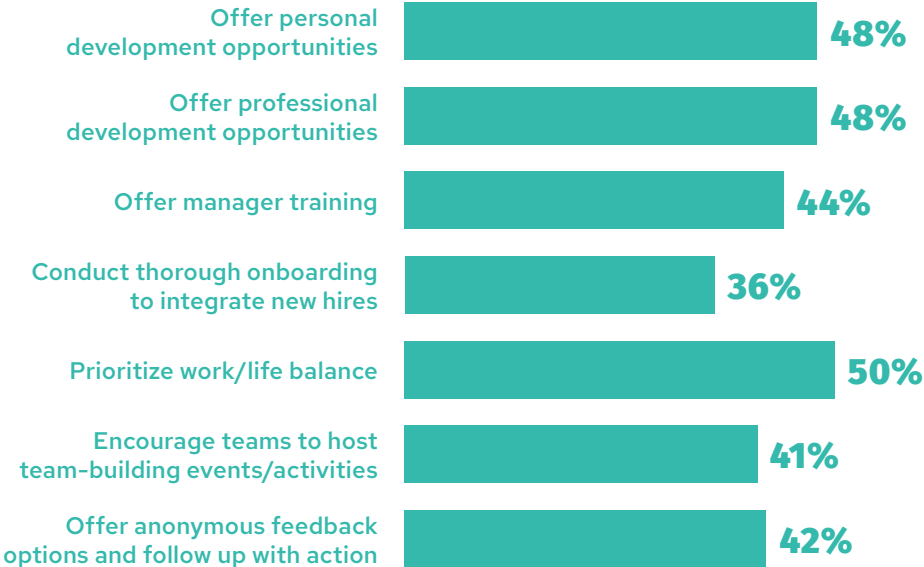 Offer personal
development opportunities
48%
Offer professional
development opportunities
48%
Offer manager training
44%
Conduct thorough onboarding
to integrate new hires
36%
Prioritize work/life balance
50%
Encourage teams to host
team-building events/activities
41%
Offer anonymous feedback
options and follow up with action
42%